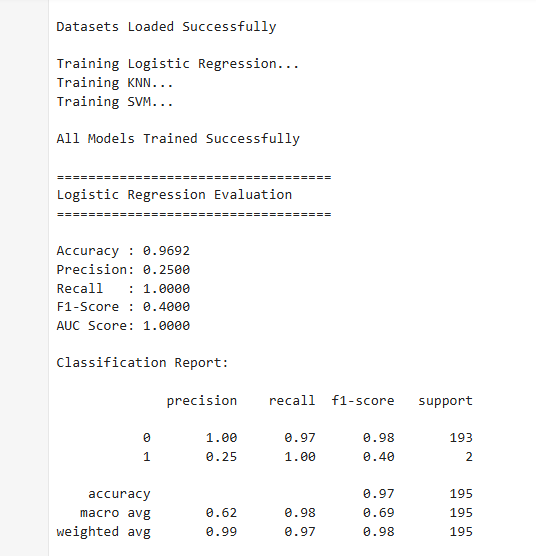 Datasets Loaded Successfully
Training Logistic Regression...
Training KNN...
Training SVM...
All Models Trained Successfully
===================================
Logistic Regression Evaluation
===================================
Accuracy : 0.9692
Precision: 0.2500
Recall   : 1.0000
F1-Score : 0.4000
AUC Score: 1.0000
Classification Report:
              precision    recall  f1-score   support
           0       1.00      0.97      0.98       193
           1       0.25      1.00      0.40         2
    accuracy                           0.97       195
   macro avg       0.62      0.98      0.69       195
weighted avg       0.99      0.97      0.98       195